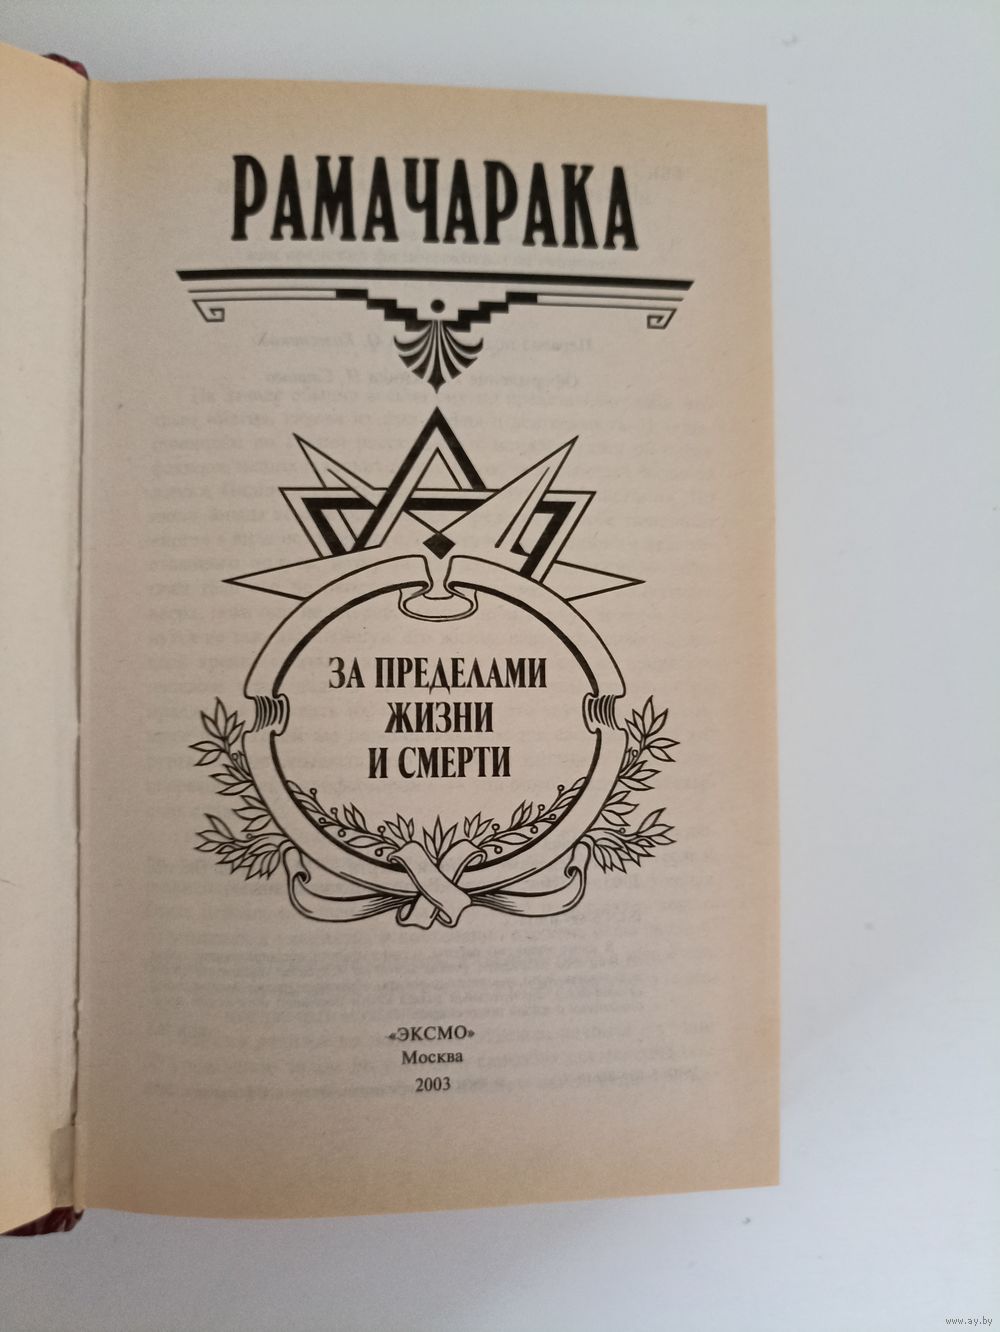 РАМАЧАРАКА
ЗА ПРЕДЕЛАМИ
ЖИЗНИ
И СМЕРТИ
«ЭКСМО»
Москва
2003
www.ay.by